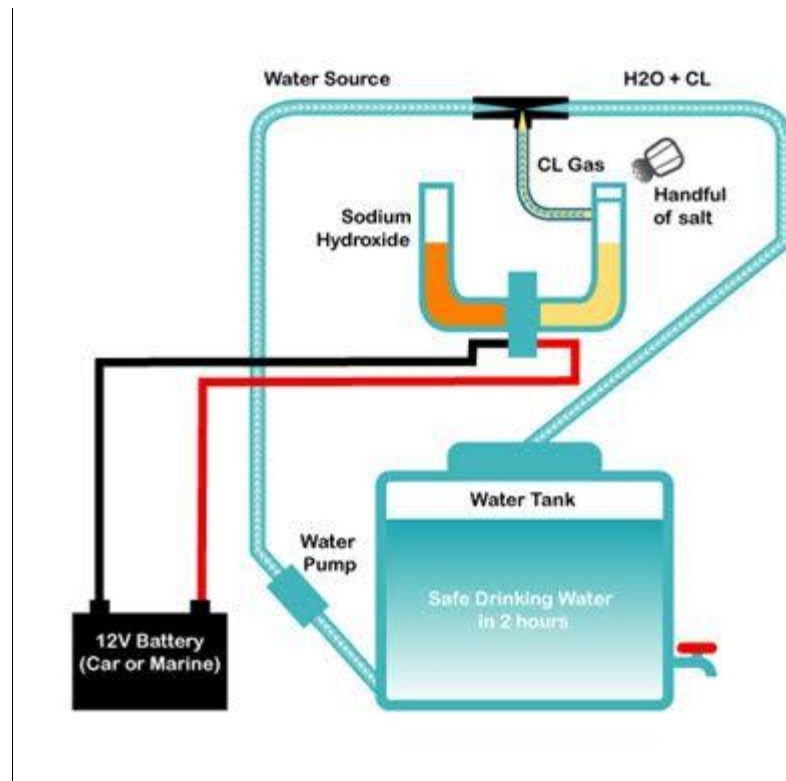 Water Source
H2O + CL
CL Gas
Handful
of salt
Sodium
Hydroxide
Water Tank
Water
Pump
Safe Drinking Water
in 2 hours
12V Battery
(Car or Marine)